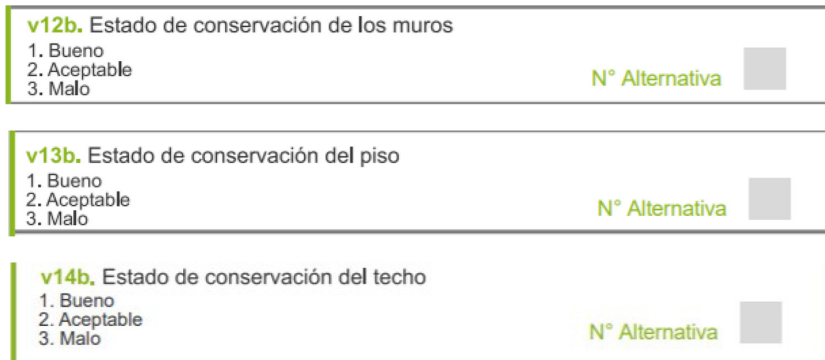 v12b. Estado de conservación de los muros
1. Bueno
2. Aceptable
3. Malo
N° Alternativa
v13b. Estado de conservación del piso
1. Bueno
2. Aceptable
3. Malo
N° Alternativa
v14b. Estado de conservación del techo
1. Bueno
2. Aceptable
3. Malo
N° Alternativa